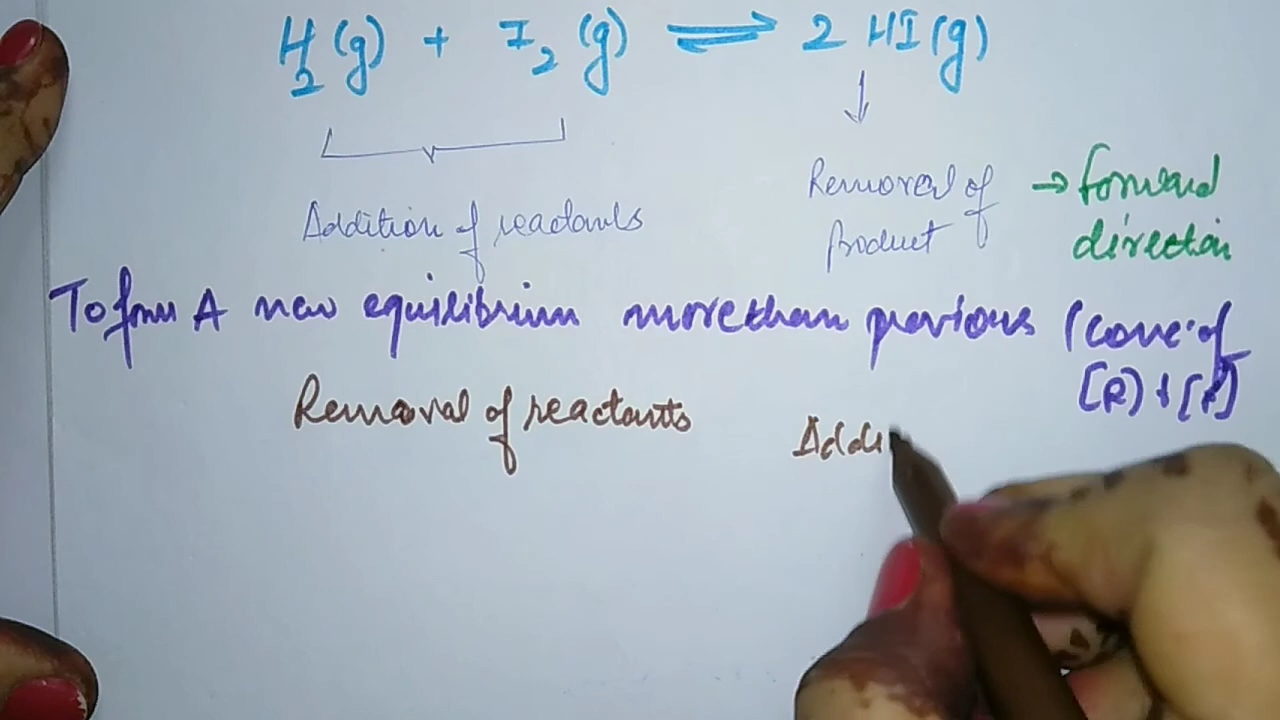 H2(g) + I2(g) ⇌ 2 HI(g)
Addition of reactants
Removal of product
→ forward direction
To form A new equilibrium more than previous (conc. of [R] + [P]
Removal of reactants
Addi